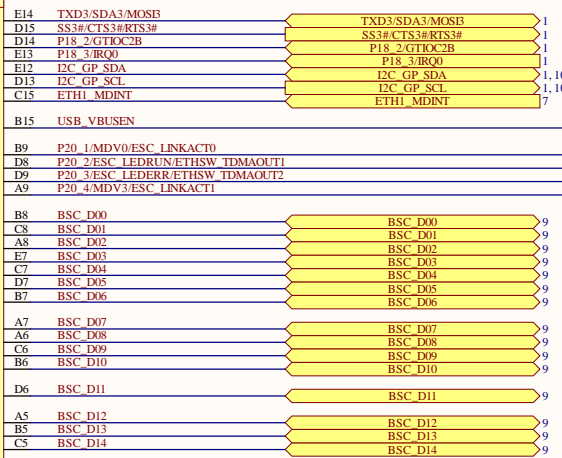 E14 TXD3/SDA3/MOSI3 TXD3/SDA3/MOSI3 1
D15 SS3#/CTS3#/RTS3# SS3#/CTS3#/RTS3# 1
D14 P18_2/GTIOC2B P18_2/GTIOC2B 1
E13 P18_3/IRQ0 P18_3/IRQ0 1
E12 I2C_GP_SDA I2C_GP_SDA 1, 10
D13 I2C_GP_SCL I2C_GP_SCL 1, 10
C15 ETH1_MDINT ETH1_MDINT 7
B15 USB_VBUSEN
B9 P20_1/MDV0/ESC_LINKACT0
D8 P20_2/ESC_LEDRUN/ETHSW_TDMAOUT1
D9 P20_3/ESC_LEDERR/ETHSW_TDMAOUT2
A9 P20_4/MDV3/ESC_LINKACT1
B8 BSC_D00 BSC_D00 9
C8 BSC_D01 BSC_D01 9
A8 BSC_D02 BSC_D02 9
E7 BSC_D03 BSC_D03 9
C7 BSC_D04 BSC_D04 9
D7 BSC_D05 BSC_D05 9
B7 BSC_D06 BSC_D06 9
A7 BSC_D07 BSC_D07 9
A6 BSC_D08 BSC_D08 9
C6 BSC_D09 BSC_D09 9
B6 BSC_D10 BSC_D10 9
D6 BSC_D11 BSC_D11 9
A5 BSC_D12 BSC_D12 9
B5 BSC_D13 BSC_D13 9
C5 BSC_D14 BSC_D14 9